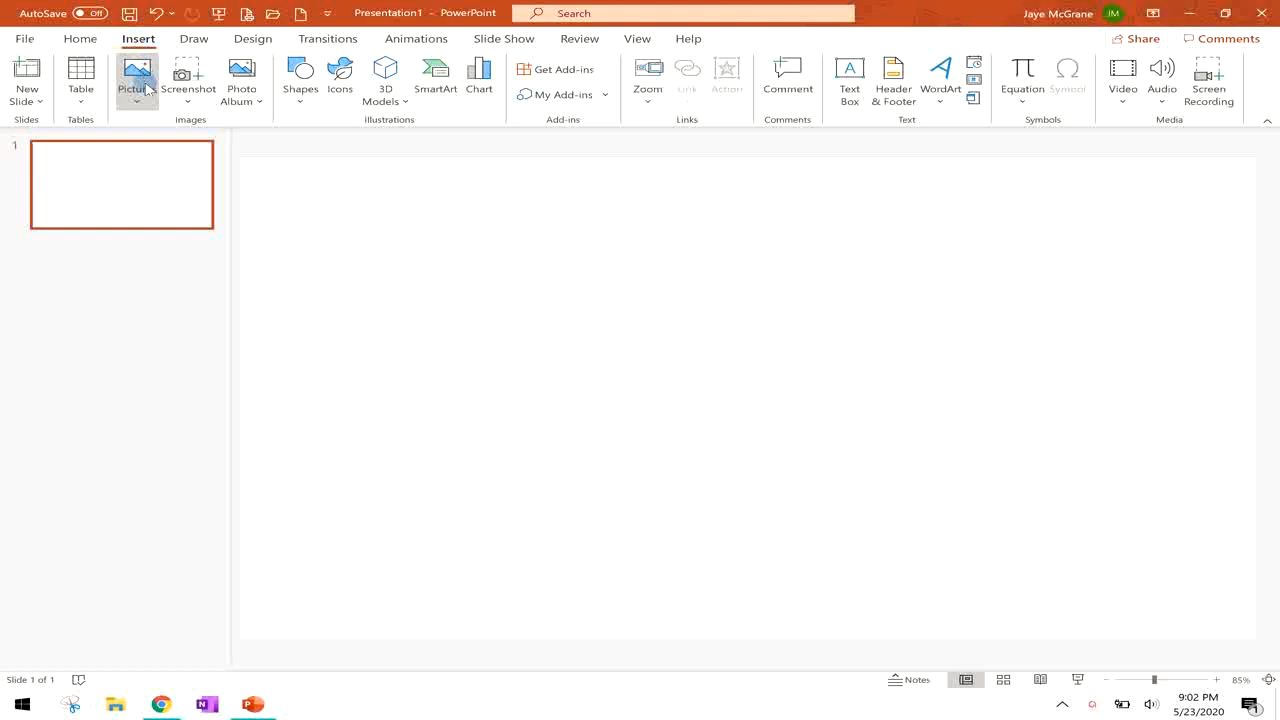 AutoSave Off Presentation1 - PowerPoint Search Jaye McGrane JM
File Home Insert Draw Design Transitions Animations Slide Show Review View Help Share Comments
New Slide Table Pictures Screenshot Photo Album Shapes Icons 3D Models SmartArt Chart Get Add-ins My Add-ins Zoom Link Action Comment Text Box Header & Footer WordArt Equation Symbol Video Audio Screen Recording
Slides Tables Images Illustrations Add-ins Links Comments Text Symbols Media
1
Slide 1 of 1 Notes 85%
9:02 PM
5/23/2020
1